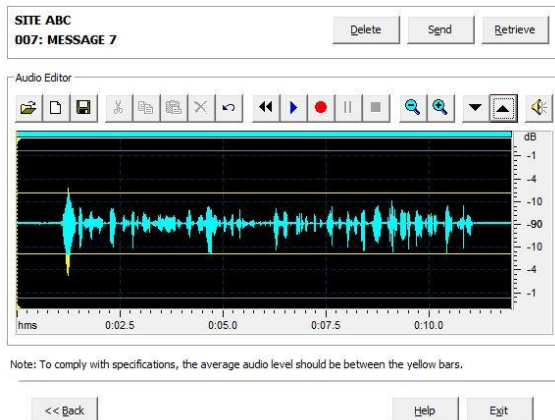 SITE ABC
007: MESSAGE 7
Delete
Send
Retrieve
Audio Editor
dB
-1
-4
-10
-90
-10
-4
-1
hms
0:02.5
0:05.0
0:07.5
0:10.0
Note: To comply with specifications, the average audio level should be between the yellow bars.
<< Back
Help
Exit